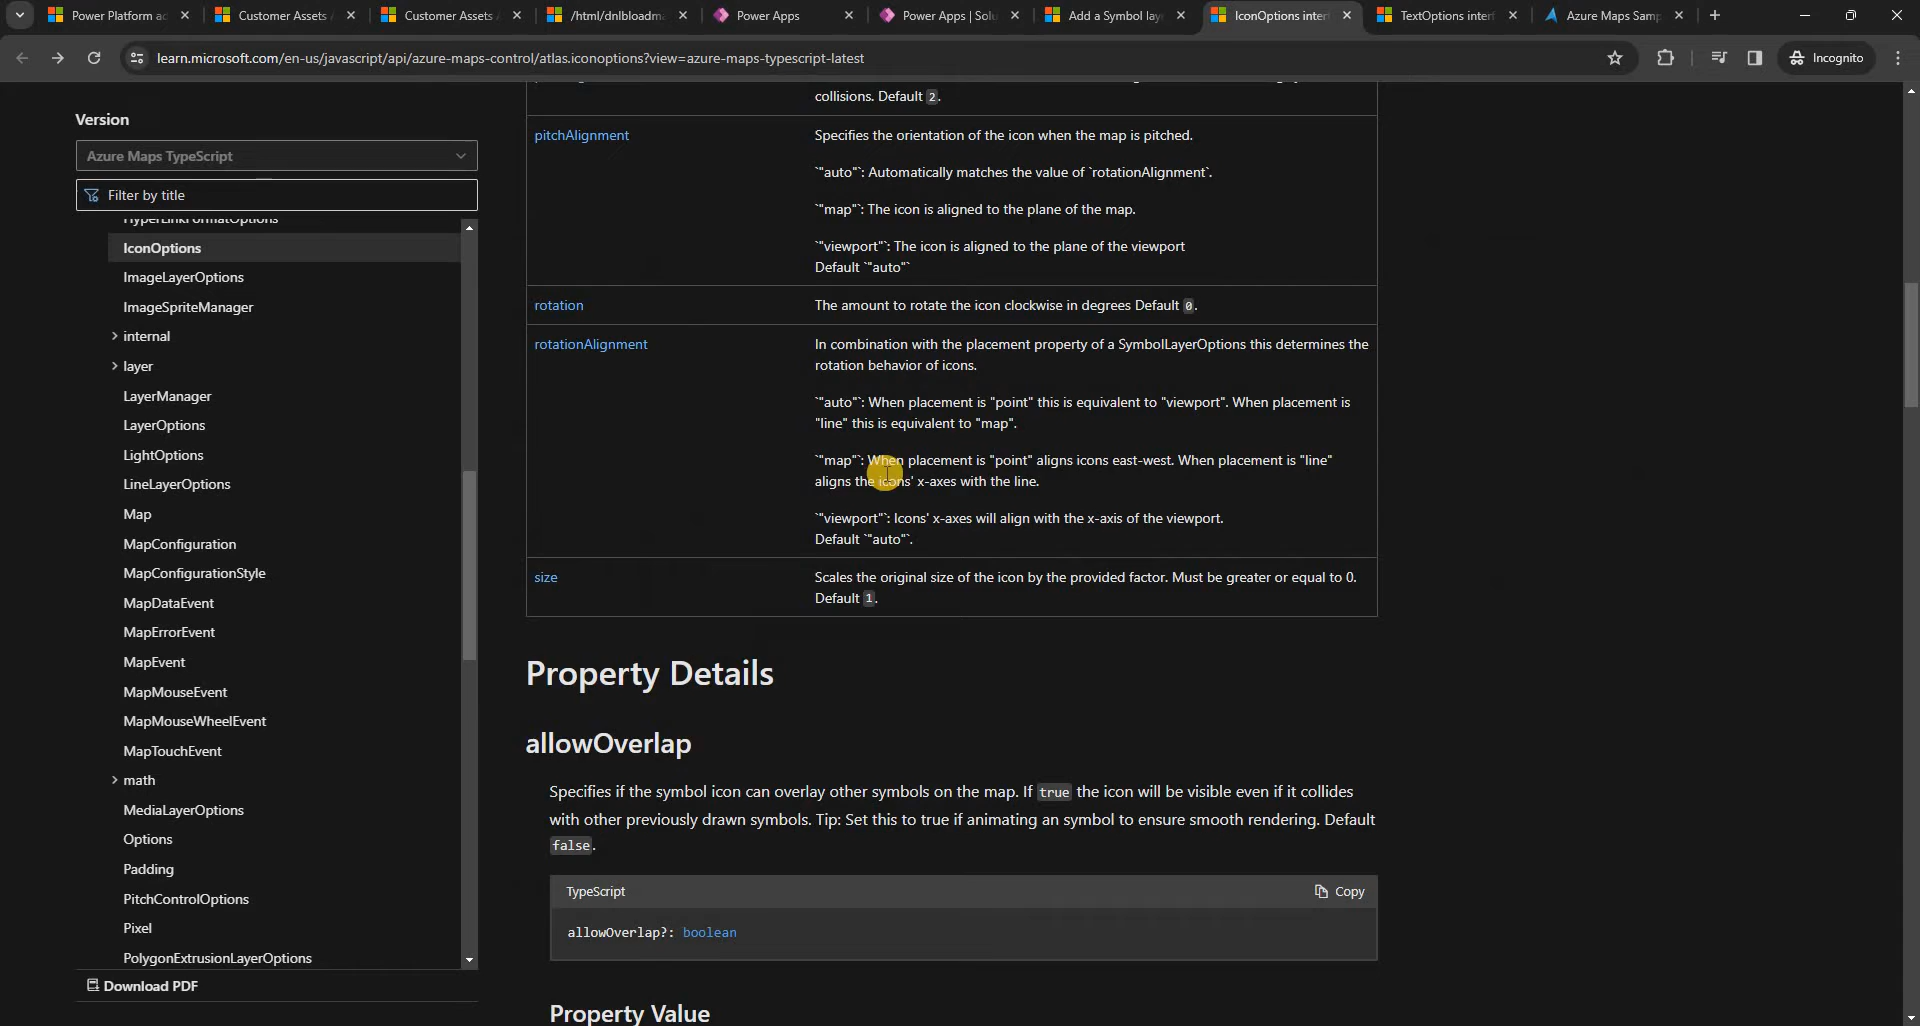 Power Platform ac
Customer Assets
Customer Assets
/html/dnlbloadm
Power Apps
Power Apps | Solu
Add a Symbol lay
IconOptions inter
TextOptions interf
Azure Maps Samp
learn.microsoft.com/en-us/javascript/api/azure-maps-control/atlas.iconoptions?view=azure-maps-typescript-latest
Incognito
Version
Azure Maps TypeScript
Filter by title
HyperLinkFormatOptions
IconOptions
ImageLayerOptions
ImageSpriteManager
internal
layer
LayerManager
LayerOptions
LightOptions
LineLayerOptions
Map
MapConfiguration
MapConfigurationStyle
MapDataEvent
MapErrorEvent
MapEvent
MapMouseEvent
MapMouseWheelEvent
MapTouchEvent
math
MediaLayerOptions
Options
Padding
PitchControlOptions
Pixel
PolygonExtrusionLayerOptions
Download PDF
collisions. Default 2.
pitchAlignment
Specifies the orientation of the icon when the map is pitched.
`"auto"`: Automatically matches the value of `rotationAlignment`.
`"map"`: The icon is aligned to the plane of the map.
`"viewport"`: The icon is aligned to the plane of the viewport
Default `"auto"`
rotation
The amount to rotate the icon clockwise in degrees Default 0.
rotationAlignment
In combination with the placement property of a SymbolLayerOptions this determines the
rotation behavior of icons.
`"auto"`: When placement is "point" this is equivalent to "viewport". When placement is
"line" this is equivalent to "map".
`"map"`: When placement is "point" aligns icons east-west. When placement is "line"
aligns the icons' x-axes with the line.
`"viewport"`: Icons' x-axes will align with the x-axis of the viewport.
Default `"auto"`.
size
Scales the original size of the icon by the provided factor. Must be greater or equal to 0.
Default 1.
Property Details
allowOverlap
Specifies if the symbol icon can overlay other symbols on the map. If true the icon will be visible even if it collides
with other previously drawn symbols. Tip: Set this to true if animating an symbol to ensure smooth rendering. Default
false.
TypeScript
Copy
allowOverlap?: boolean
Property Value